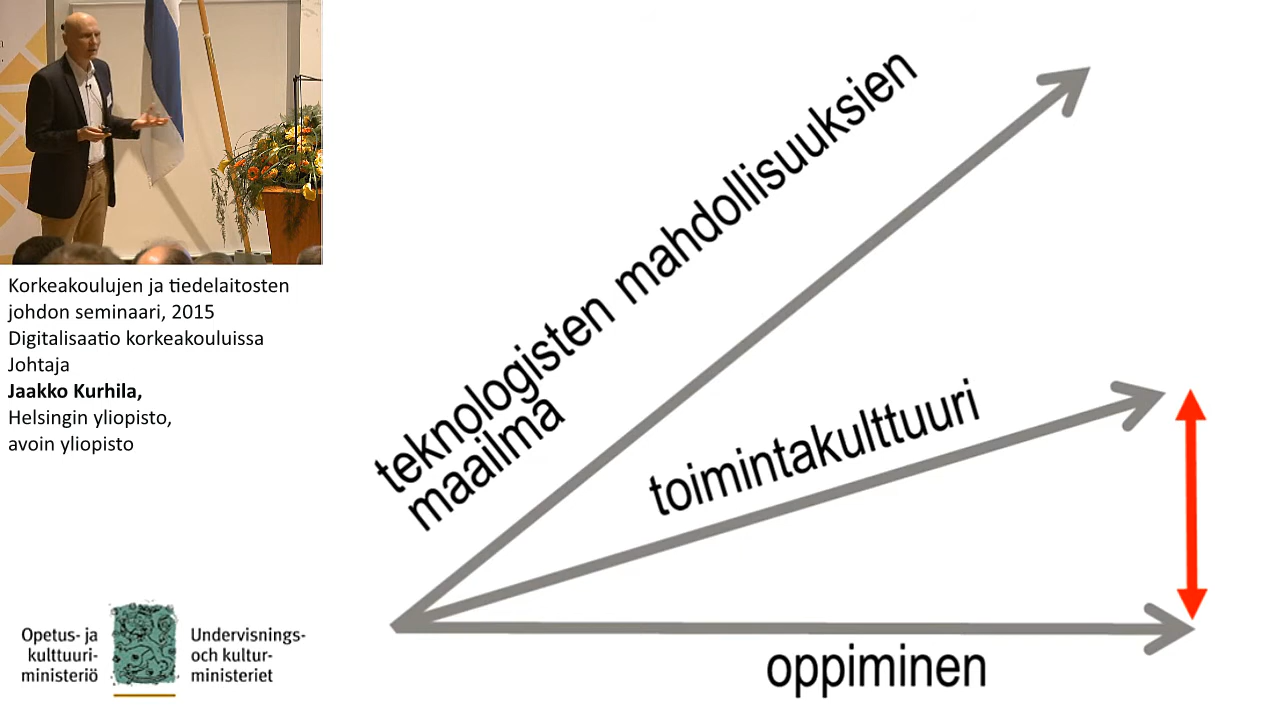 Korkeakoulujen ja tiedelaitosten
johdon seminaari, 2015
Digitalisaatio korkeakouluissa
Johtaja
Jaakko Kurhila,
Helsingin yliopisto,
avoin yliopisto
Opetus- ja
kulttuuri-
ministeriö
Undervisnings-
och kultur-
ministeriet
teknologisten mahdollisuuksien
maailma
toimintakulttuuri
oppiminen